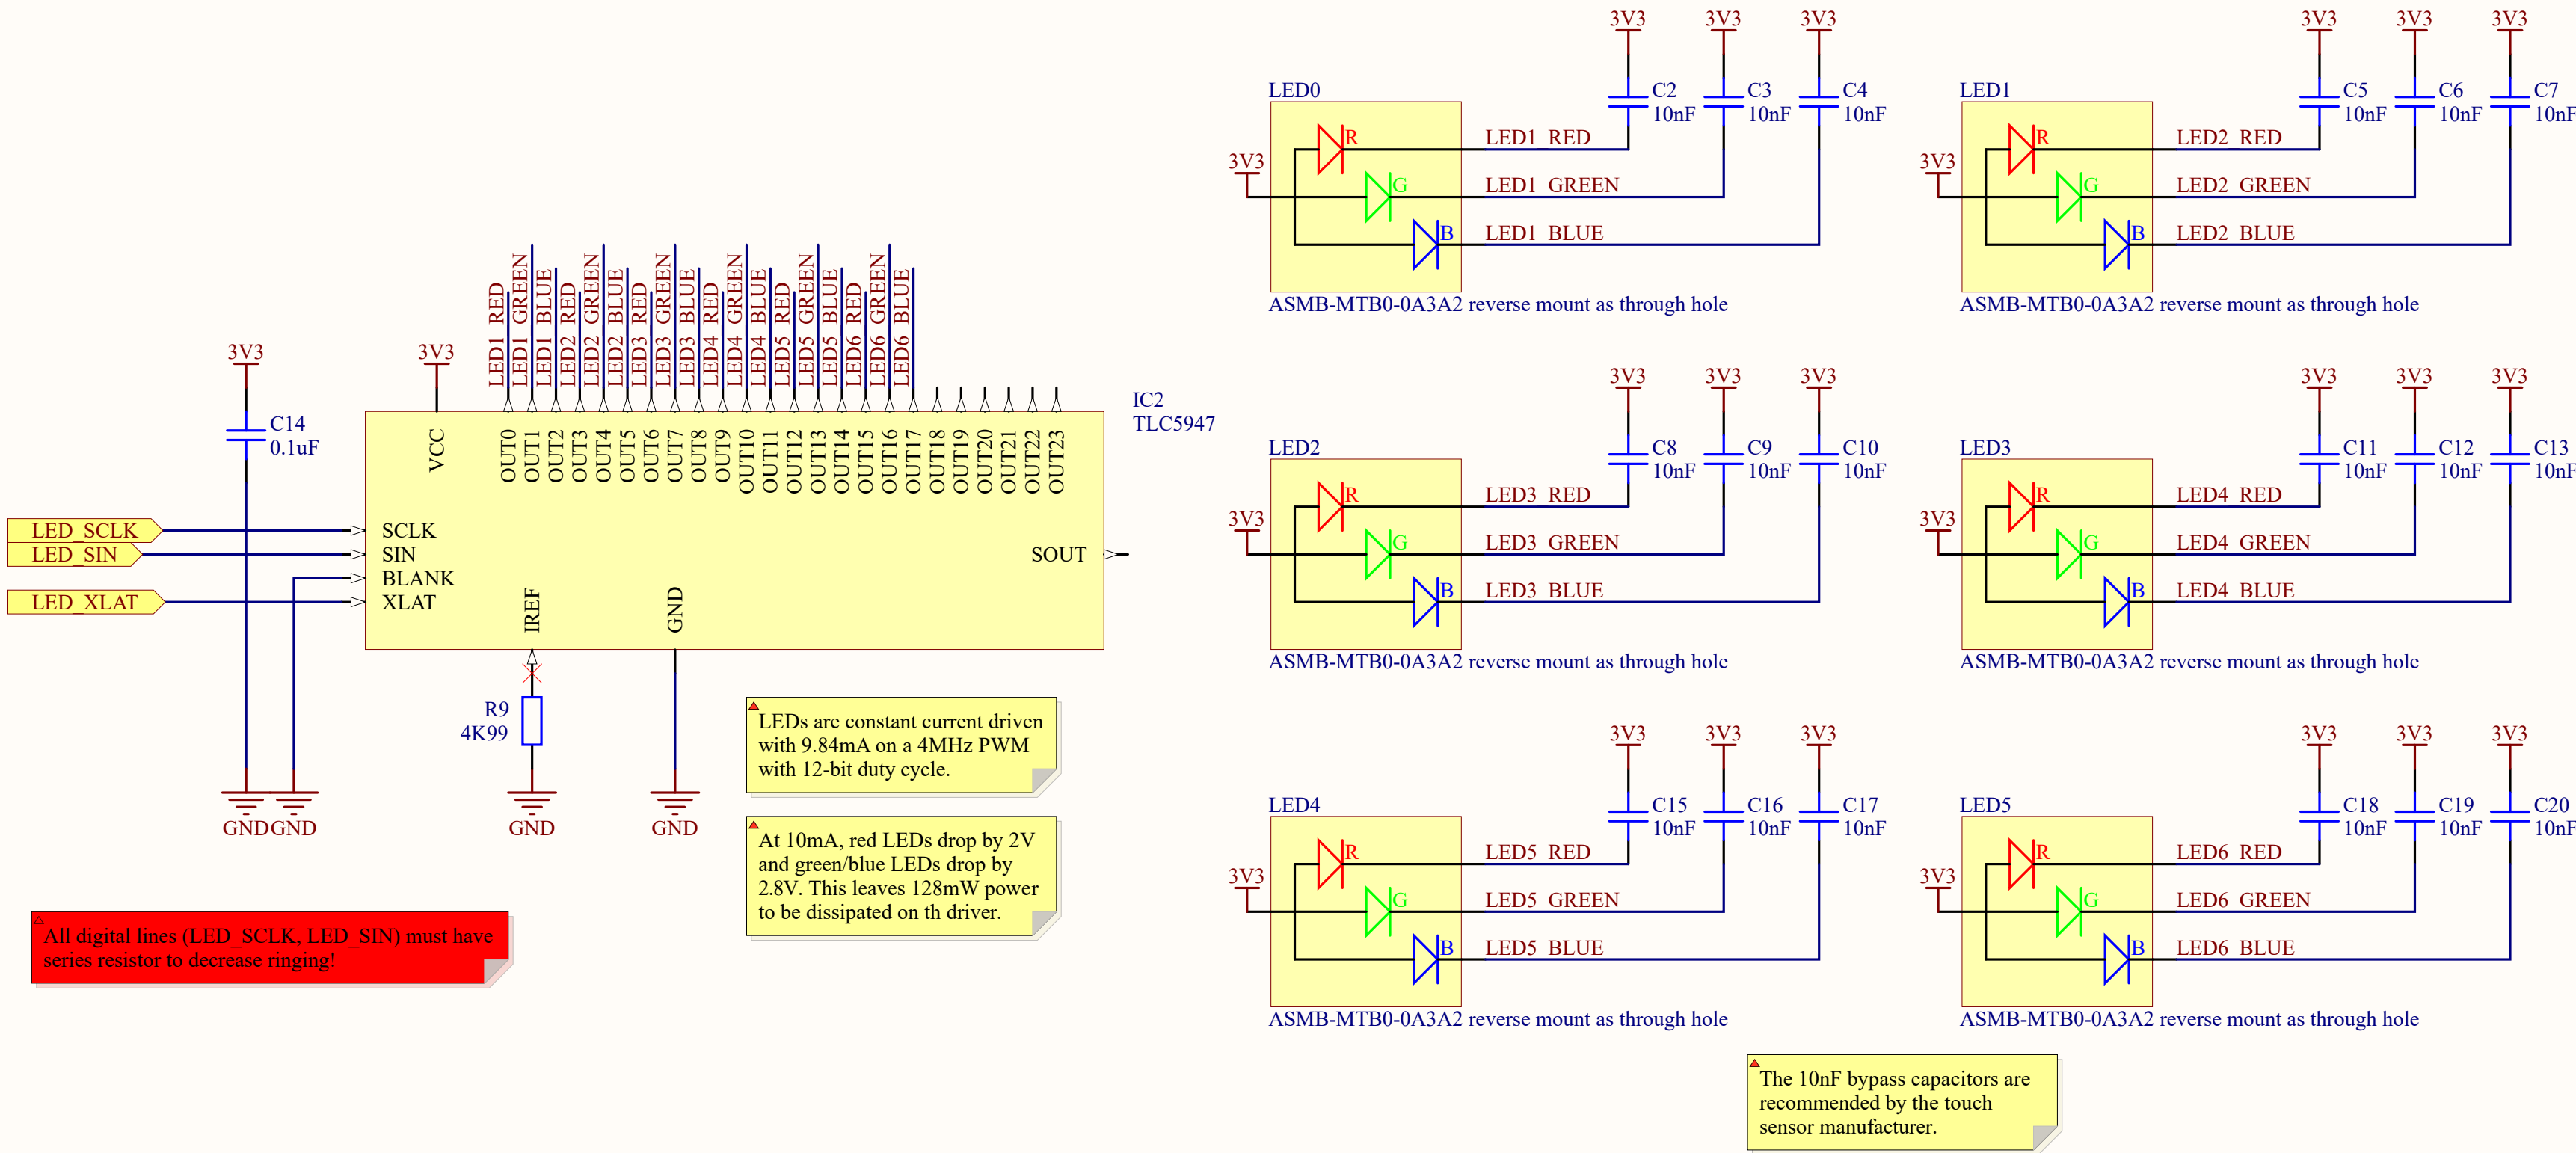 3V3
3V3
3V3
3V3
3V3
3V3
LED0
C2
10nF
C3
10nF
C4
10nF
3V3
R
G
B
LED1_RED
LED1_GREEN
LED1_BLUE
ASMB-MTB0-0A3A2 reverse mount as through hole
LED1
C5
10nF
C6
10nF
C7
10nF
3V3
R
G
B
LED2_RED
LED2_GREEN
LED2_BLUE
ASMB-MTB0-0A3A2 reverse mount as through hole
3V3
C14
0.1uF
3V3
LED1_RED
LED1_GREEN
LED1_BLUE
LED2_RED
LED2_GREEN
LED2_BLUE
LED3_RED
LED3_GREEN
LED3_BLUE
LED4_RED
LED4_GREEN
LED4_BLUE
LED5_RED
LED5_GREEN
LED5_BLUE
LED6_RED
LED6_GREEN
LED6_BLUE
IC2
TLC5947
VCC
OUT0
OUT1
OUT2
OUT3
OUT4
OUT5
OUT6
OUT7
OUT8
OUT9
OUT10
OUT11
OUT12
OUT13
OUT14
OUT15
OUT16
OUT17
OUT18
OUT19
OUT20
OUT21
OUT22
OUT23
LED_SCLK
LED_SIN
LED_XLAT
SCLK
SIN
BLANK
XLAT
SOUT
IREF
GND
R9
4K99
GND
GND
GND
GND
3V3
3V3
3V3
LED2
C8
10nF
C9
10nF
C10
10nF
3V3
R
G
B
LED3_RED
LED3_GREEN
LED3_BLUE
ASMB-MTB0-0A3A2 reverse mount as through hole
3V3
3V3
3V3
LED3
C11
10nF
C12
10nF
C13
10nF
3V3
R
G
B
LED4_RED
LED4_GREEN
LED4_BLUE
ASMB-MTB0-0A3A2 reverse mount as through hole
LEDs are constant current driven
with 9.84mA on a 4MHz PWM
with 12-bit duty cycle.
At 10mA, red LEDs drop by 2V
and green/blue LEDs drop by
2.8V. This leaves 128mW power
to be dissipated on th driver.
All digital lines (LED_SCLK, LED_SIN) must have
series resistor to decrease ringing!
3V3
3V3
3V3
LED4
C15
10nF
C16
10nF
C17
10nF
3V3
R
G
B
LED5_RED
LED5_GREEN
LED5_BLUE
ASMB-MTB0-0A3A2 reverse mount as through hole
3V3
3V3
3V3
LED5
C18
10nF
C19
10nF
C20
10nF
3V3
R
G
B
LED6_RED
LED6_GREEN
LED6_BLUE
ASMB-MTB0-0A3A2 reverse mount as through hole
The 10nF bypass capacitors are
recommended by the touch
sensor manufacturer.